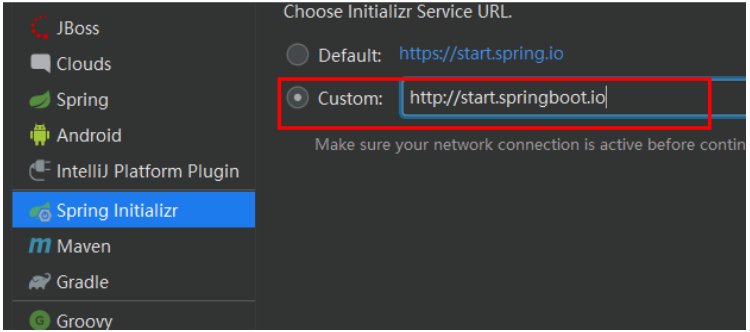 JBoss
Clouds
Spring
Android
IntelliJ Platform Plugin
Spring Initializr
Maven
Gradle
Groovy
Choose Initializr Service URL.
Default: https://start.spring.io
Custom: http://start.springboot.io
Make sure your network connection is active before contin